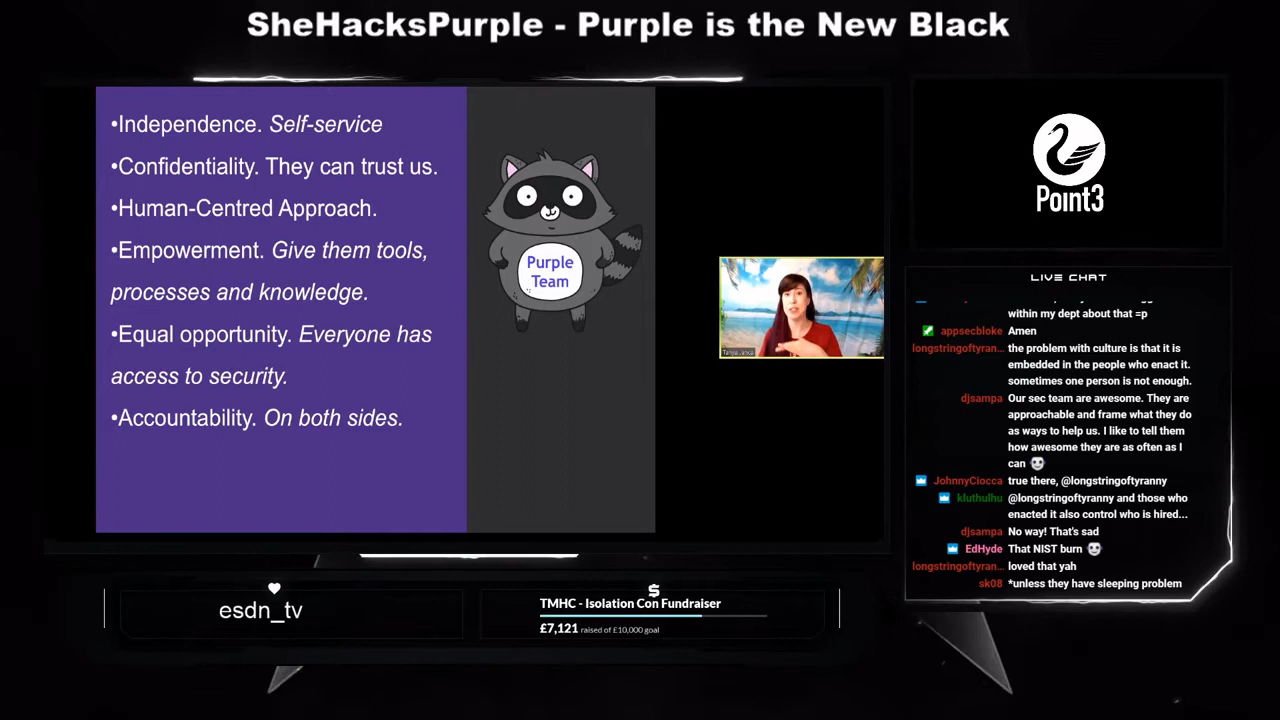 SheHacksPurple - Purple is the New Black
•Independence. Self-service
•Confidentiality. They can trust us.
•Human-Centred Approach.
•Empowerment. Give them tools,
processes and knowledge.
•Equal opportunity. Everyone has
access to security.
•Accountability. On both sides.
Purple
Team
Tanya Janca
Point3
LIVE CHAT
within my dept about that =p
appsecbloke Amen
longstringoftyran... the problem with culture is that it is
embedded in the people who enact it.
sometimes one person is not enough.
djsampa Our sec team are awesome. They are
approachable and frame what they do
as ways to help us. I like to tell them
how awesome they are as often as I
can
JohnnyCiocca true there, @longstringoftyranny
kluthulhu @longstringoftyranny and those who
enacted it also control who is hired...
djsampa No way! That's sad
EdHyde That NIST burn
longstringoftyran... loved that yah
sk08 *unless they have sleeping problem
esdn_tv
$
TMHC - Isolation Con Fundraiser
£7,121 raised of £10,000 goal